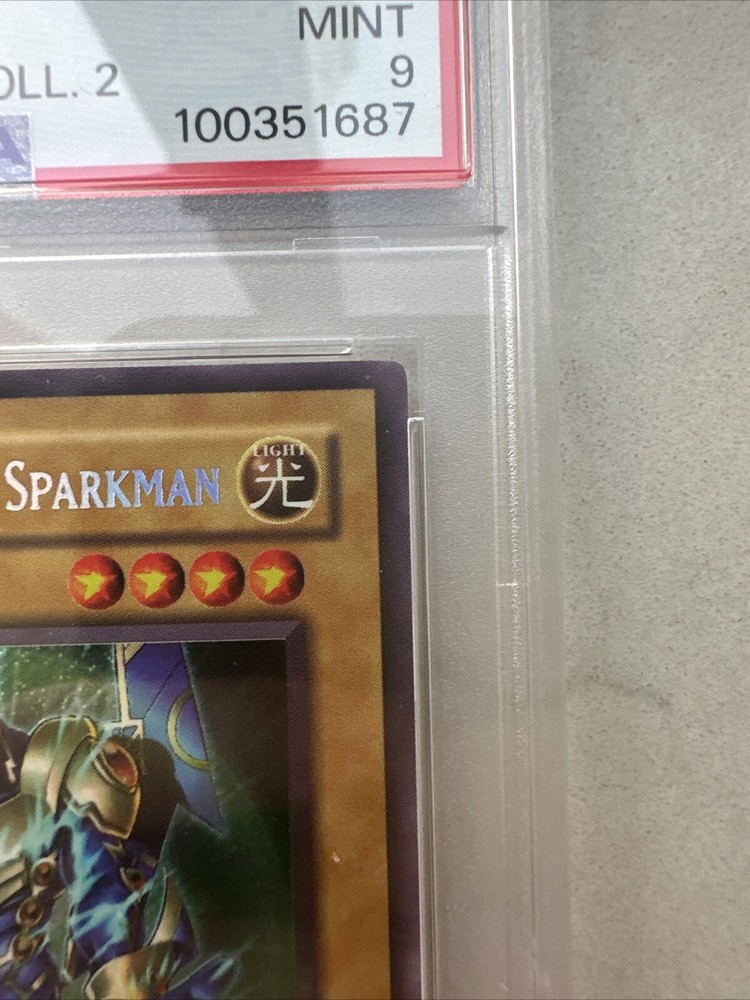 MINT
OLL. 2 9
A 100351687
SPARKMAN
LIGHT
光